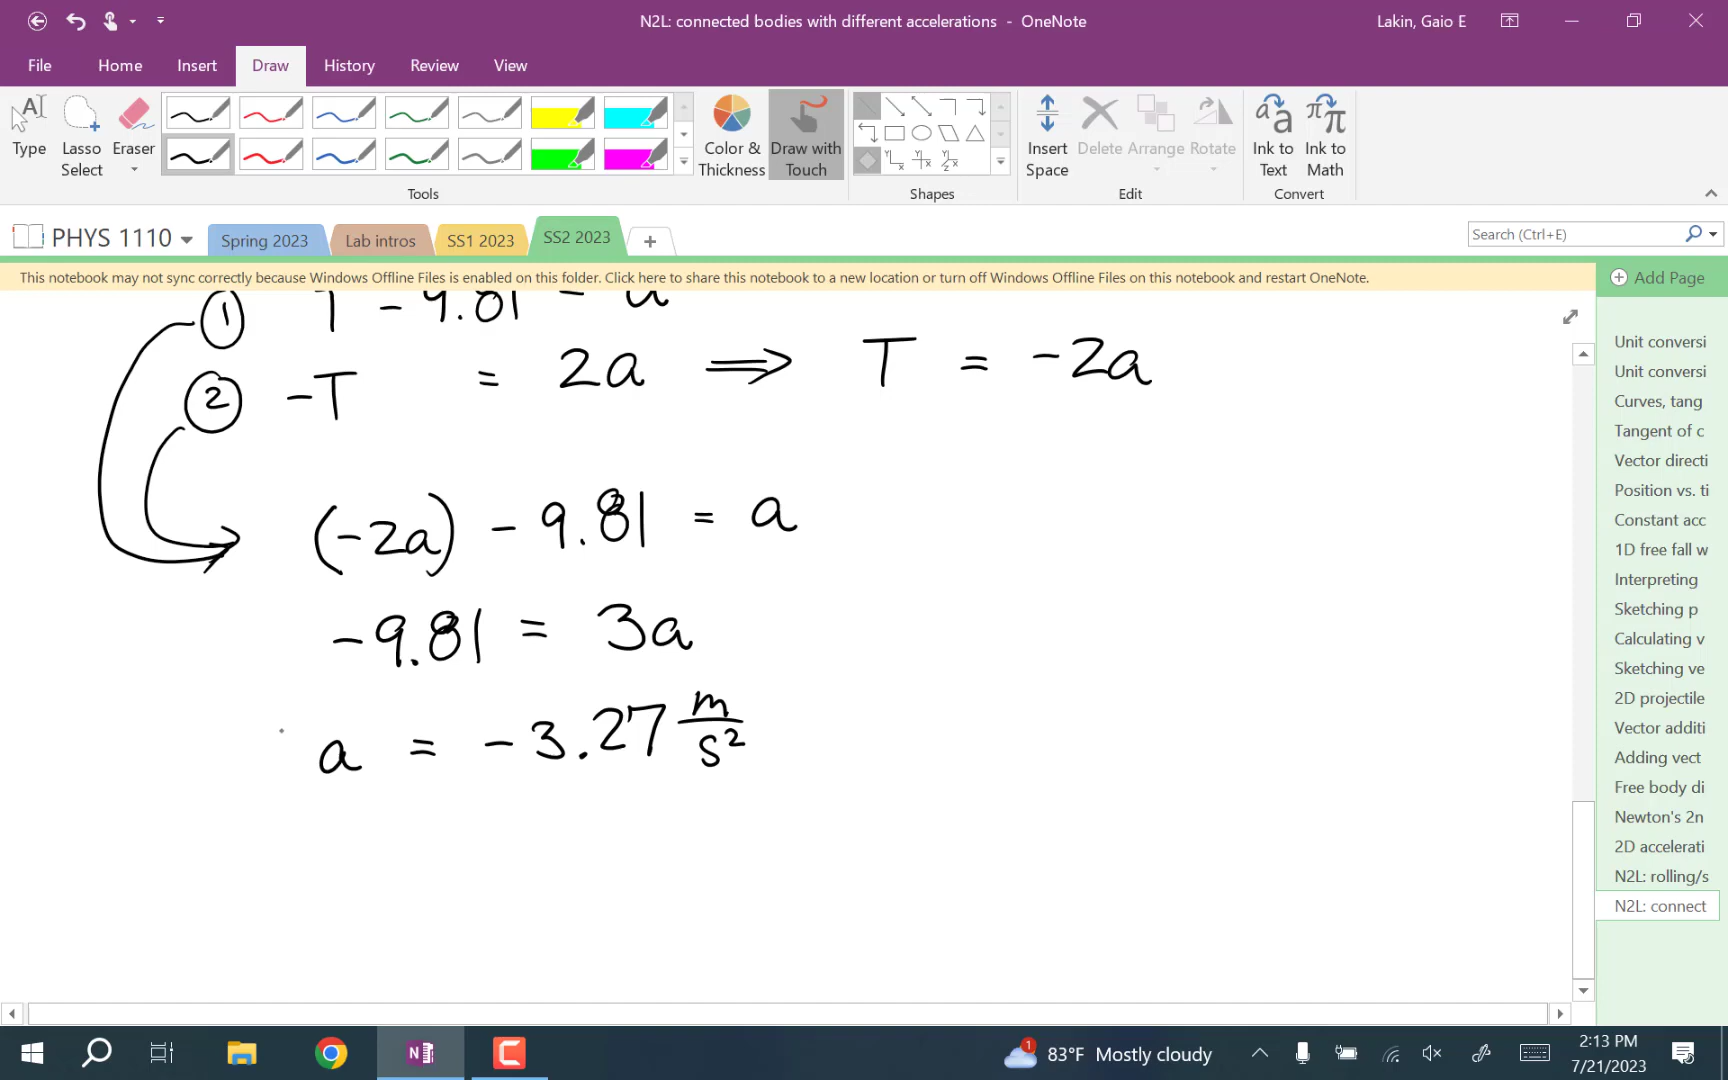 N2L: connected bodies with different accelerations - OneNote
Lakin, Gaio E
File Home Insert Draw History Review View
Type
Lasso Select
Eraser
Color & Thickness
Draw with Touch
Insert Space
Delete Arrange Rotate
Ink to Text
Ink to Math
Tools Shapes Edit Convert
PHYS 1110
Spring 2023
Lab intros
SS1 2023
SS2 2023
Search (Ctrl+E)
This notebook may not sync correctly because Windows Offline Files is enabled on this folder. Click here to share this notebook to a new location or turn off Windows Offline Files on this notebook and restart OneNote.
Add Page
① T - 9.81 = a
② -T = 2a ⟹ T = -2a
(-2a) - 9.81 = a
-9.81 = 3a
a = -3.27 m/s²
Unit conversi
Unit conversi
Curves, tang
Tangent of c
Vector directi
Position vs. ti
Constant acc
1D free fall w
Interpreting
Sketching p
Calculating v
Sketching ve
2D projectile
Vector additi
Adding vect
Free body di
Newton's 2n
2D accelerati
N2L: rolling/s
N2L: connect
1
83°F Mostly cloudy
2:13 PM
7/21/2023